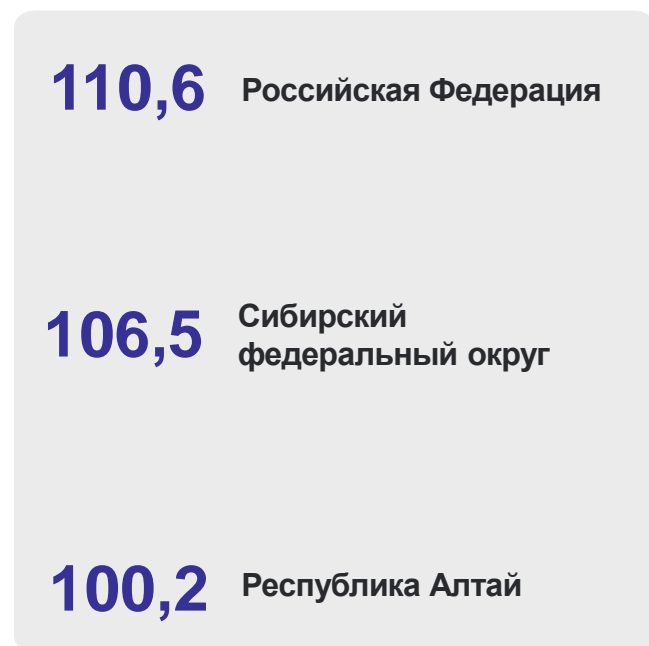 110,6 Российская Федерация
106,5 Сибирский
федеральный округ
100,2 Республика Алтай